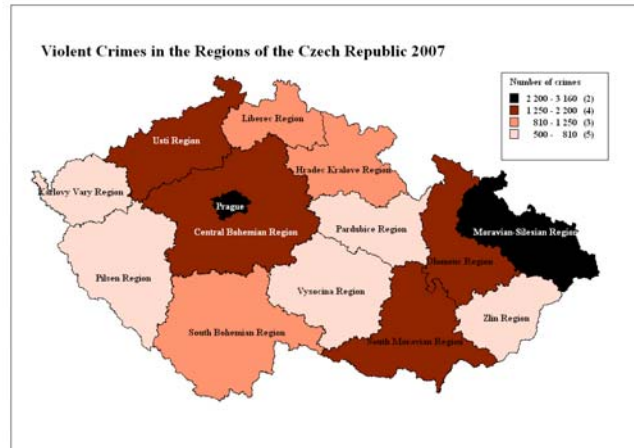 Violent Crimes in the Regions of the Czech Republic 2007
Number of crimes
2 200 - 3 160 (2)
1 250 - 2 200 (4)
810 - 1 250 (3)
500 - 810 (5)
Liberec Region
Usti Region
Hradec Kralove Region
Karlovy Vary Region
Prague
Central Bohemian Region
Pardubice Region
Moravian-Silesian Region
Olomouc Region
Pilsen Region
Vysocina Region
Zlin Region
South Bohemian Region
South Moravian Region